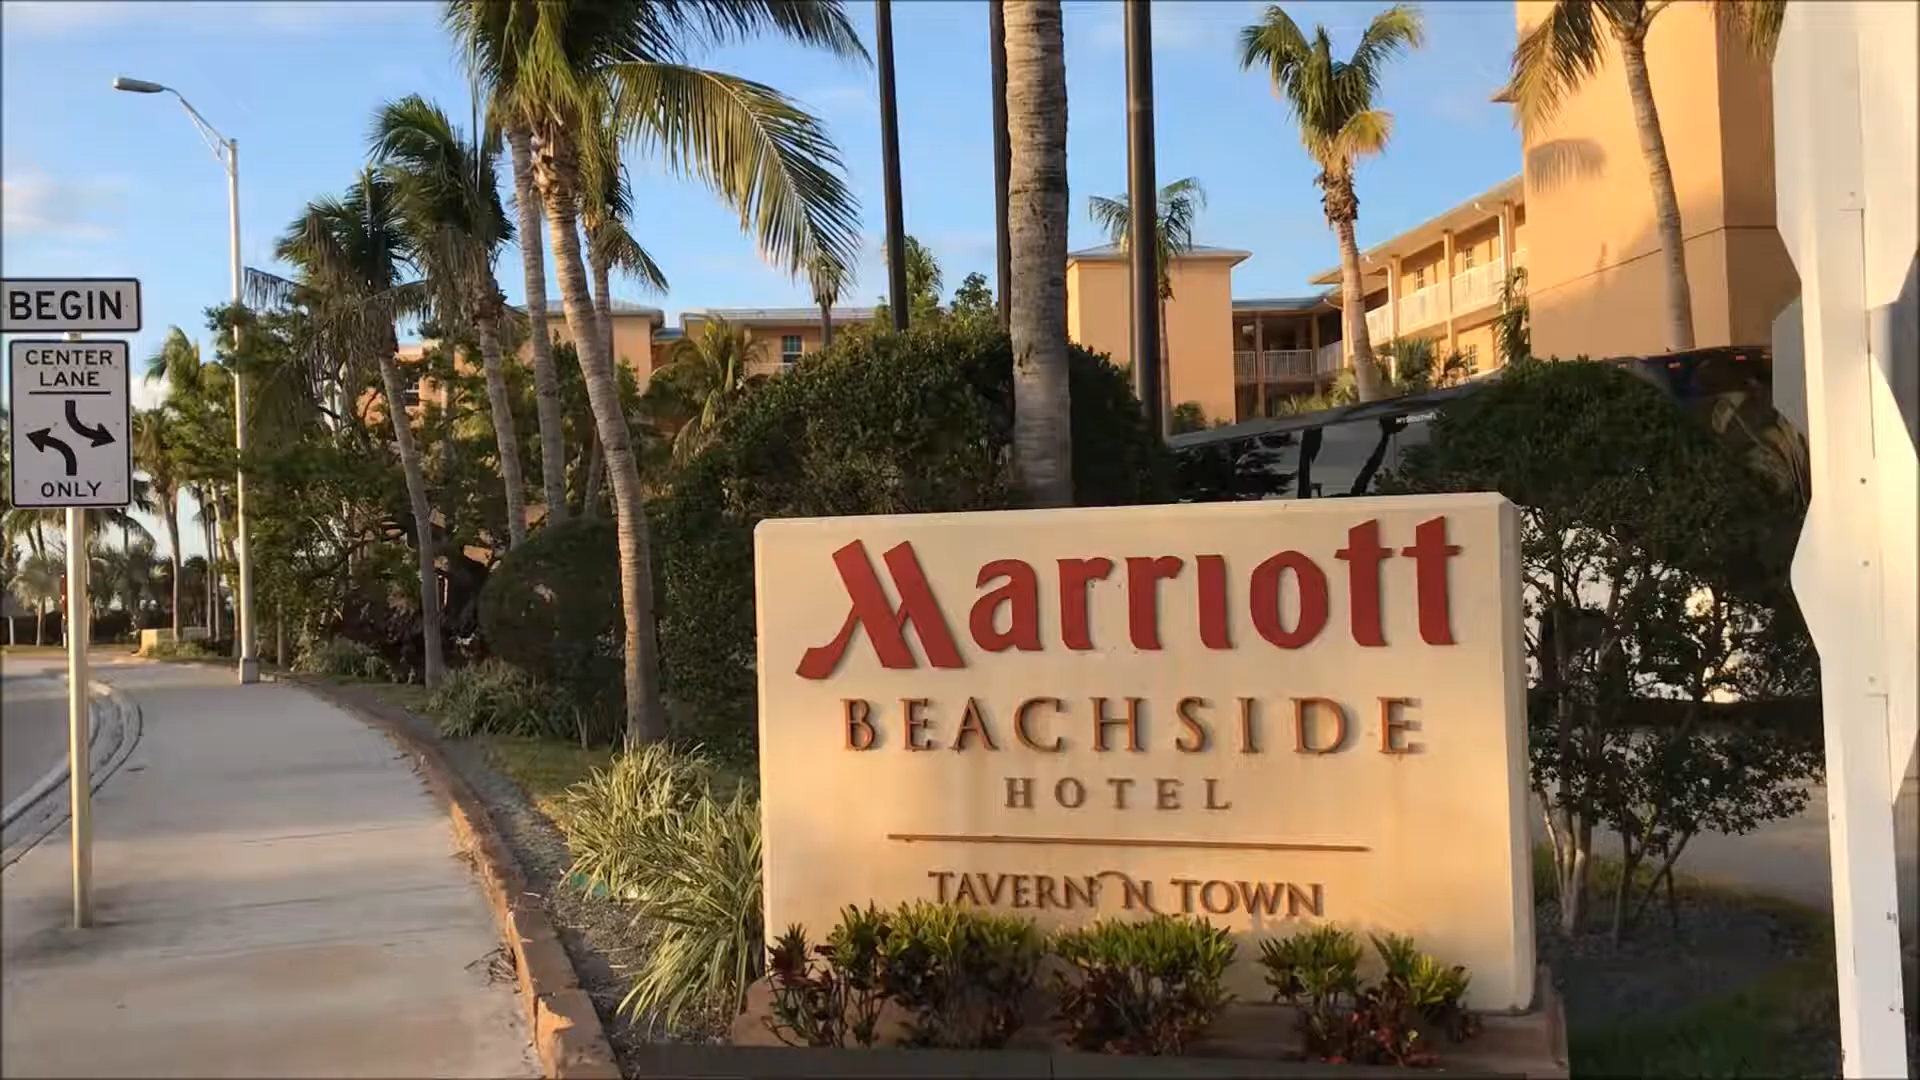 BEGIN
CENTER
LANE
ONLY
Marriott
BEACHSIDE
HOTEL
TAVERN N TOWN